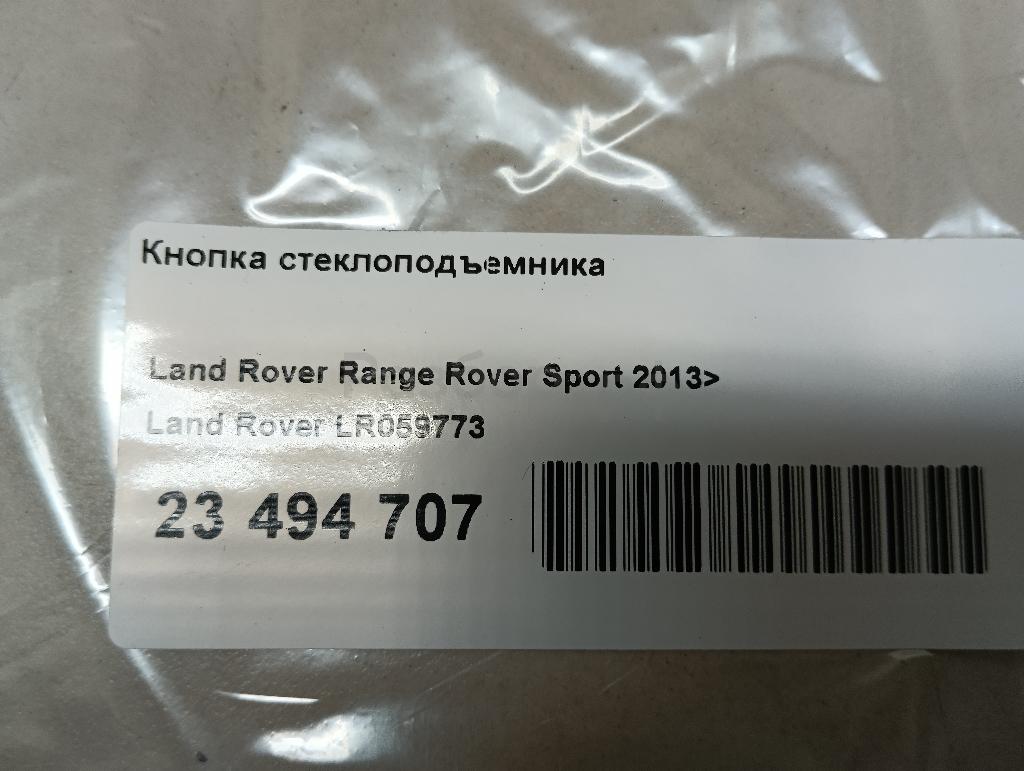 Кнопка стеклоподъемника
Land Rover Range Rover Sport 2013>
Land Rover LR059773
23 494 707